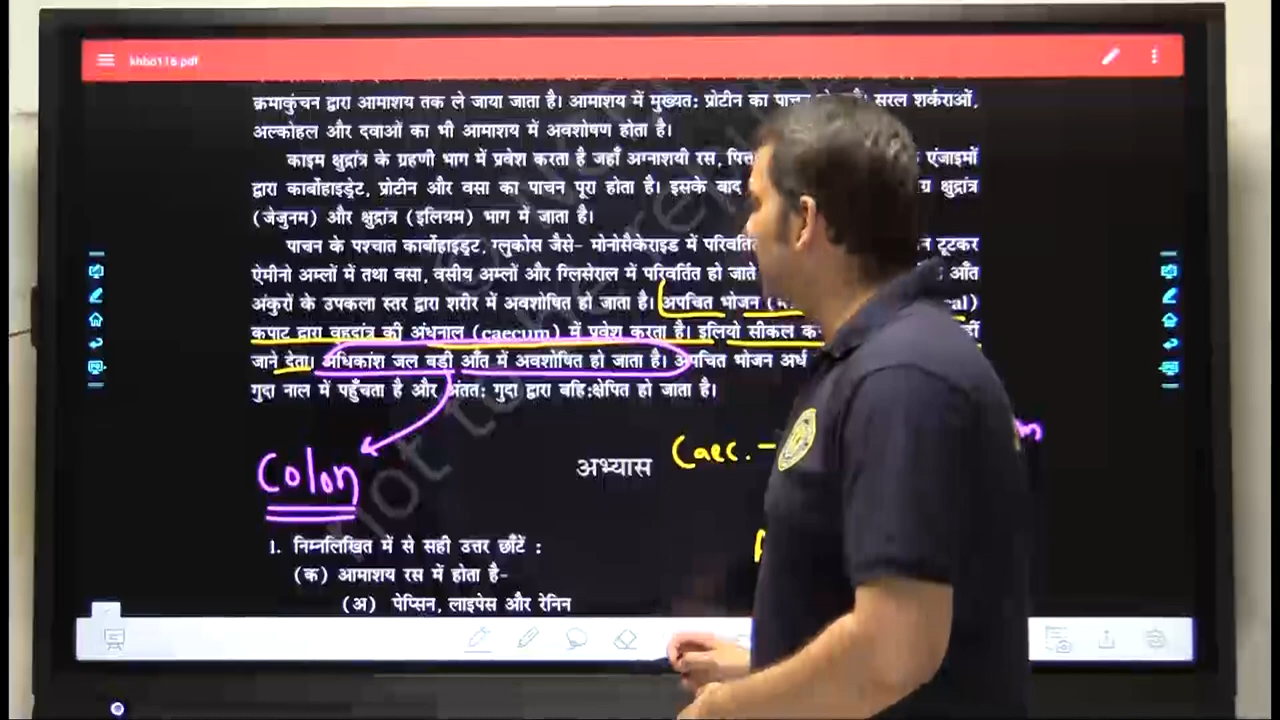 khbo116.pdf
क्रमाकुंचन द्वारा आमाशय तक ले जाया जाता है। आमाशय में मुख्यतः प्रोटीन का सरल शर्कराओं,
अल्कोहल और दवाओं का भी आमाशय में अवशोषण होता है।
काइम क्षुद्रांत्र के ग्रहणी भाग में प्रवेश करता है जहाँ अग्नाशयी रस, एंजाइमों
द्वारा कार्बोहाइड्रेट, प्रोटीन और वसा का पाचन पूरा होता है। इसके बाद क्षुद्रांत्र
(जेजुनम) और क्षुद्रांत्र (इलियम) भाग में जाता है।
पाचन के पश्चात कार्बोहाइड्रेट, ग्लुकोस जैसे- मोनोसैकेराइड में टूटकर
ऐमीनो अम्लों में तथा वसा, वसीय अम्लों और ग्लिसेराल में परिवर्तित हो जाते आँत
अंकुरों के उपकला स्तर द्वारा शरीर में अवशोषित हो जाता है। अपचित भोजन
कपाट द्वारा वृहदांत्र की अंधनाल (caecum) में प्रवेश करता है। इलियो सीकल
जाने देता। अधिकांश जल बड़ी आँत में अवशोषित हो जाता है। अपचित भोजन अर्ध
गुदा नाल में पहुँचता है और अंततः गुदा द्वारा बहि:क्षेपित हो जाता है।
Colon
अभ्यास
Caec. –
1. निम्नलिखित में से सही उत्तर छाँटें :
(क) आमाशय रस में होता है-
(अ) पेप्सिन, लाइपेस और रेनिन